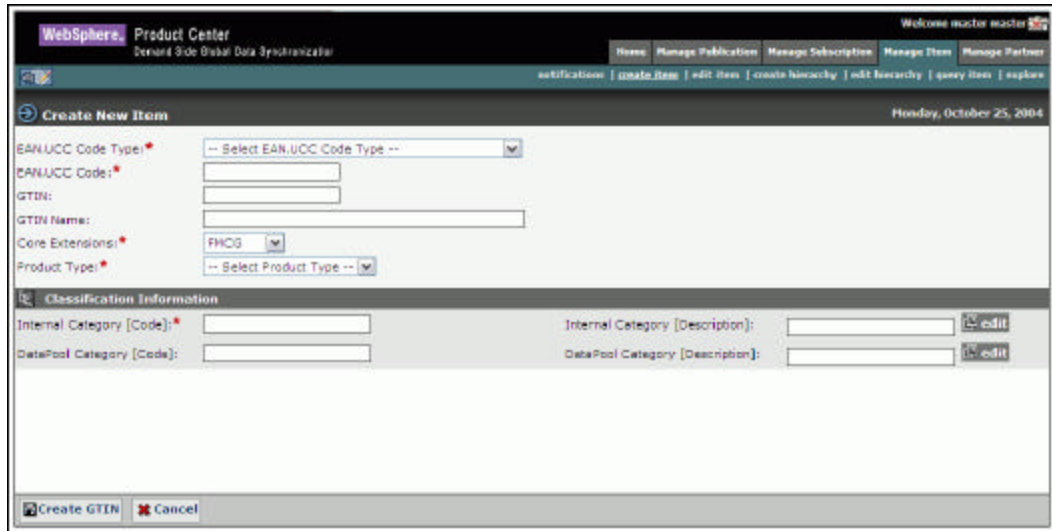 Welcome master master
WebSphere. Product Center
Demand Side Global Data Synchronization
Home Manage Publication Manage Subscription Manage Item Manage Partner
notifications | create item | edit item | create hierarchy | edit hierarchy | query item | explore
Create New Item Monday, October 25, 2004
EAN.UCC Code Type:* -- Select EAN.UCC Code Type --
EAN.UCC Code:*
GTIN:
GTIN Name:
Core Extensions:* FMCG
Product Type:* -- Select Product Type --
Classification Information
Internal Category [Code]:* Internal Category [Description]: edit
DataPool Category [Code]: DataPool Category [Description]: edit
Create GTIN Cancel